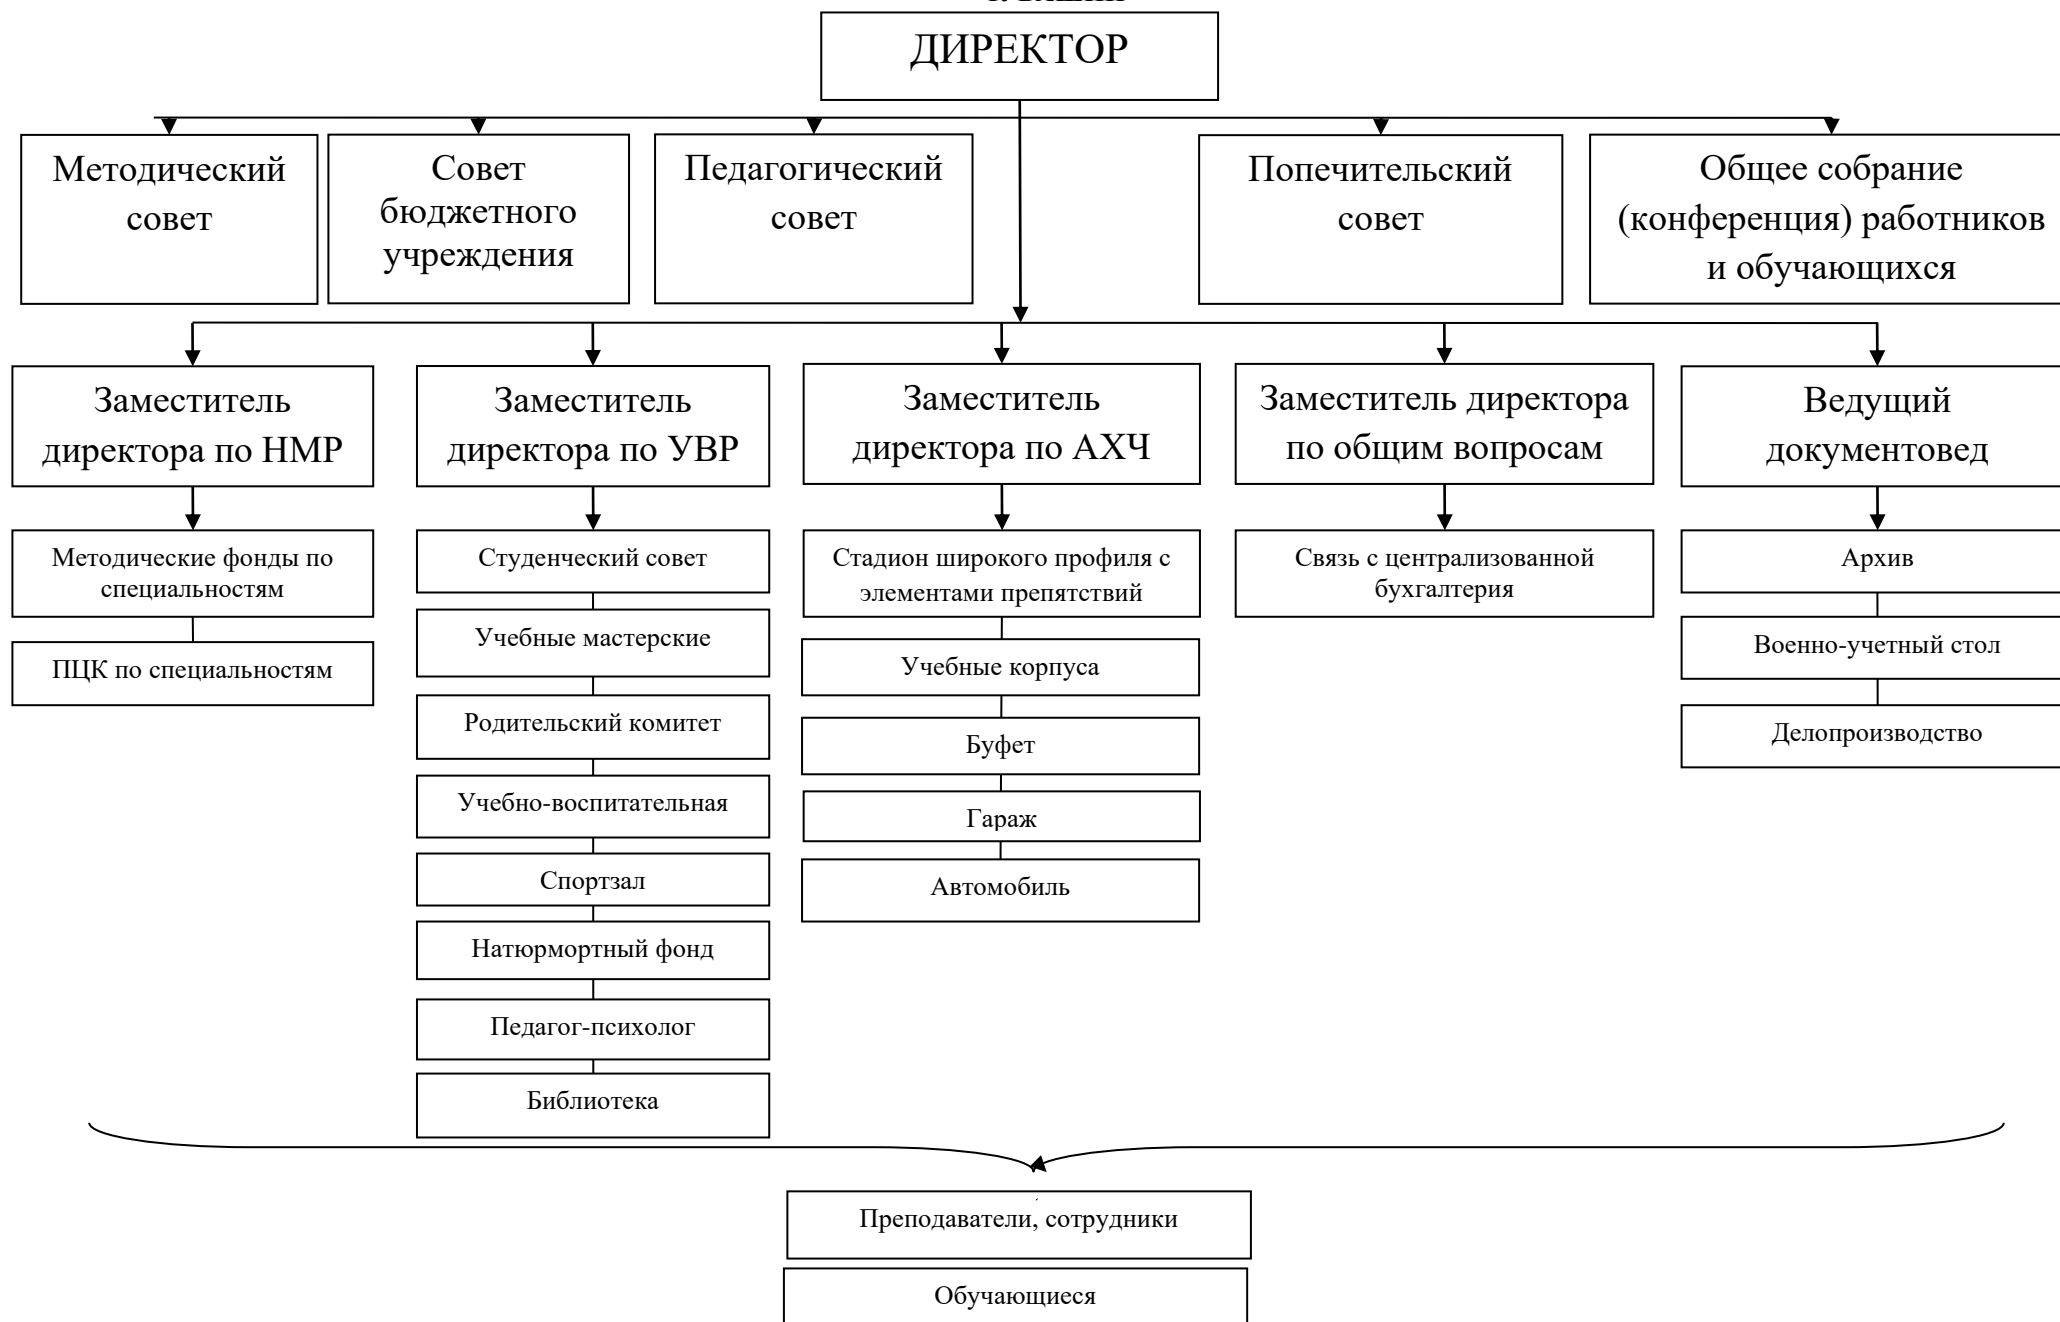 ДИРЕКТОР
Методический
совет
Совет
бюджетного
учреждения
Педагогический
совет
Попечительский
совет
Общее собрание
(конференция) работников
и обучающихся
Заместитель
директора по НМР
Заместитель
директора по УВР
Заместитель
директора по АХЧ
Заместитель директора
по общим вопросам
Ведущий
документовед
Методические фонды по
специальностям
ПЦК по специальностям
Студенческий совет
Учебные мастерские
Родительский комитет
Учебно-воспитательная
Спортзал
Натюрмортный фонд
Педагог-психолог
Библиотека
Стадион широкого профиля с
элементами препятствий
Учебные корпуса
Буфет
Гараж
Автомобиль
Связь с централизованной
бухгалтерия
Архив
Военно-учетный стол
Делопроизводство
Преподаватели, сотрудники
Обучающиеся